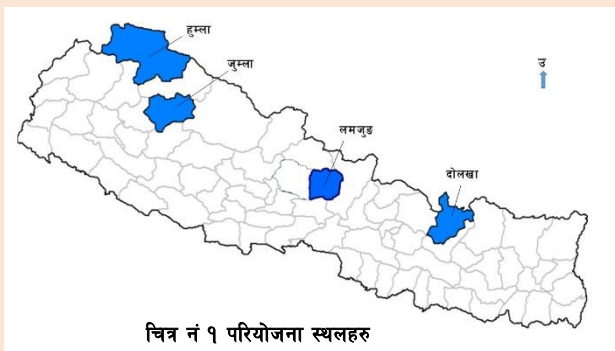 हुम्ला
जुम्ला
उ
लमजुङ
दोलखा
चित्र नं १ परियोजना स्थलहरु